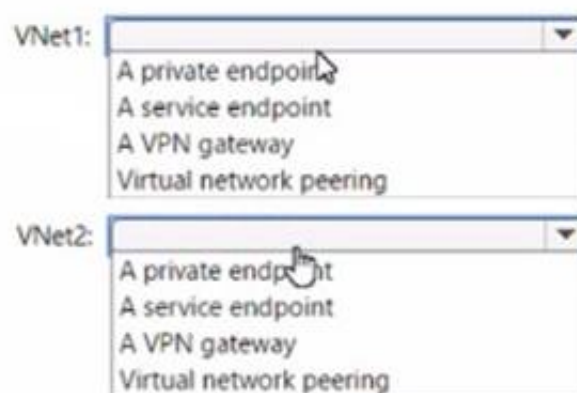 VNet1:
A private endpoint
A service endpoint
A VPN gateway
Virtual network peering
VNet2:
A private endpoint
A service endpoint
A VPN gateway
Virtual network peering